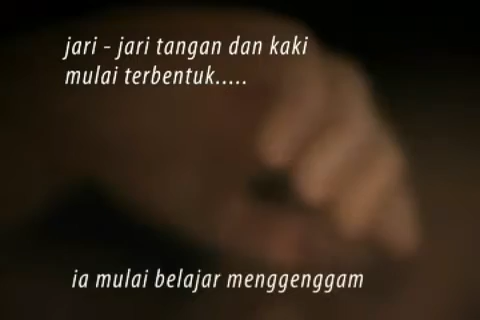 jari - jari tangan dan kaki
mulai terbentuk.....
ia mulai belajar menggenggam